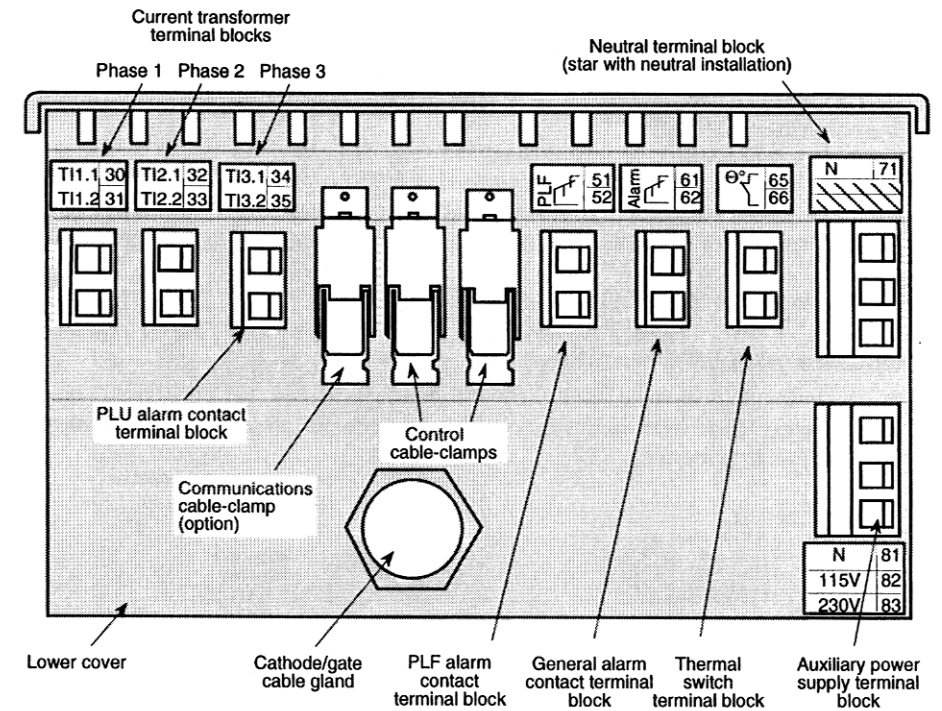 Current transformer
terminal blocks
Phase 1 Phase 2 Phase 3
Neutral terminal block
(star with neutral installation)
TI1.1 30
TI1.2 31
TI2.1 32
TI2.2 33
TI3.1 34
TI3.2 35
PLF 51
52
Alarm 61
62
Θ° 65
66
N 71
PLU alarm contact
terminal block
Control
cable-clamps
Communications
cable-clamp
(option)
N 81
115V 82
230V 83
Lower cover
Cathode/gate
cable gland
PLF alarm
contact
terminal block
General alarm
contact terminal
block
Thermal
switch
terminal block
Auxiliary power
supply terminal
block